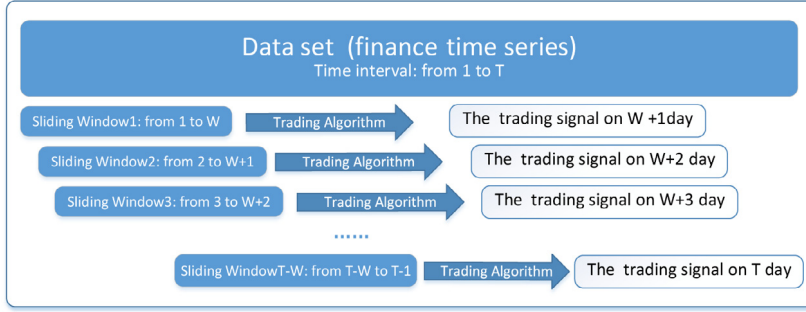 Data set (finance time series)
Time interval: from 1 to T
Sliding Window1: from 1 to W
Trading Algorithm
The trading signal on W +1day
Sliding Window2: from 2 to W+1
Trading Algorithm
The trading signal on W+2 day
Sliding Window3: from 3 to W+2
Trading Algorithm
The trading signal on W+3 day
......
Sliding WindowT-W: from T-W to T-1
Trading Algorithm
The trading signal on T day